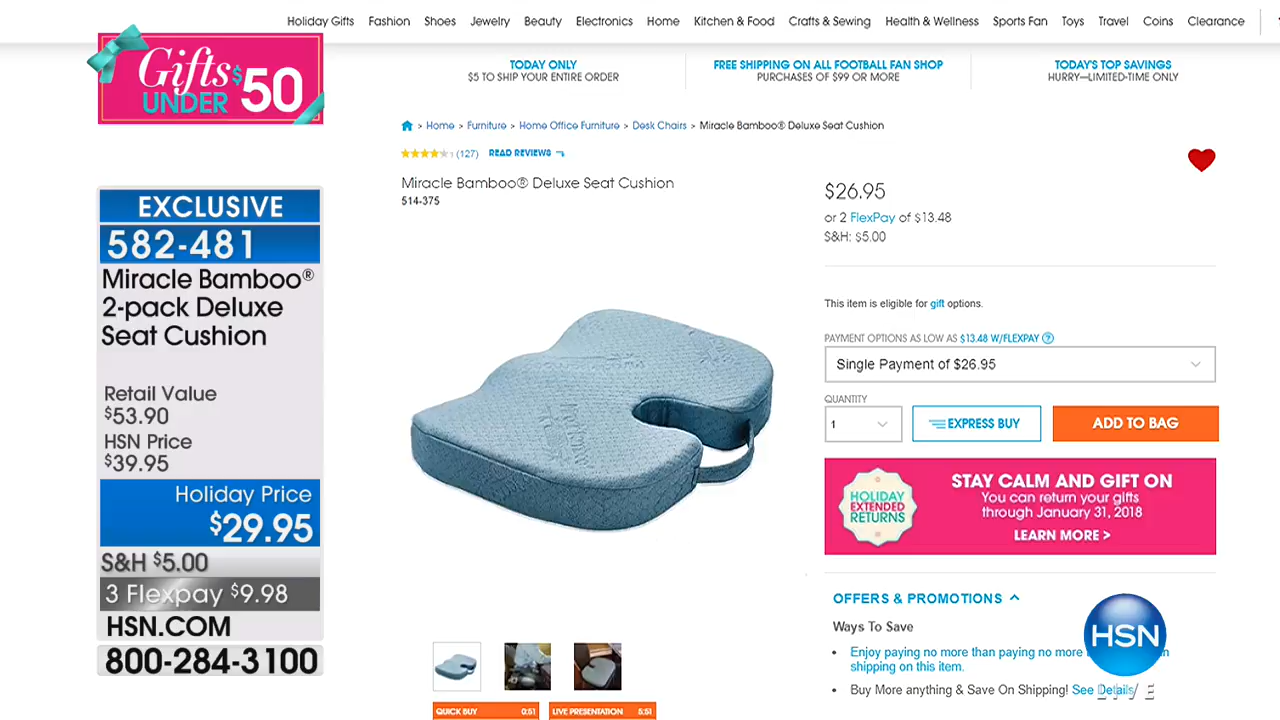 Holiday Gifts Fashion Shoes Jewelry Beauty Electronics Home Kitchen & Food Crafts & Sewing Health & Wellness Sports Fan Toys Travel Coins Clearance
Gifts
UNDER $50
TODAY ONLY
$5 TO SHIP YOUR ENTIRE ORDER
FREE SHIPPING ON ALL FOOTBALL FAN SHOP
PURCHASES OF $99 OR MORE
TODAY'S TOP SAVINGS
HURRY—LIMITED-TIME ONLY
> Home > Furniture > Home Office Furniture > Desk Chairs > Miracle Bamboo® Deluxe Seat Cushion
(127) READ REVIEWS
Miracle Bamboo® Deluxe Seat Cushion
514-375
EXCLUSIVE
582-481
Miracle Bamboo®
2-pack Deluxe
Seat Cushion
Retail Value
$53.90
HSN Price
$39.95
Holiday Price
$29.95
S&H $5.00
3 Flexpay $9.98
HSN.COM
800-284-3100
$26.95
or 2 FlexPay of $13.48
S&H: $5.00
This item is eligible for gift options.
PAYMENT OPTIONS AS LOW AS $13.48 W/FLEXPAY ?
Single Payment of $26.95
QUANTITY
1
EXPRESS BUY
ADD TO BAG
HOLIDAY
EXTENDED
RETURNS
STAY CALM AND GIFT ON
You can return your gifts
through January 31, 2018
LEARN MORE >
OFFERS & PROMOTIONS
Ways To Save
• Enjoy paying no more than paying no more
shipping on this item.
• Buy More anything & Save On Shipping! See Details
HSN
LIVE
QUICK BUY 0:51
LIVE PRESENTATION 5:51